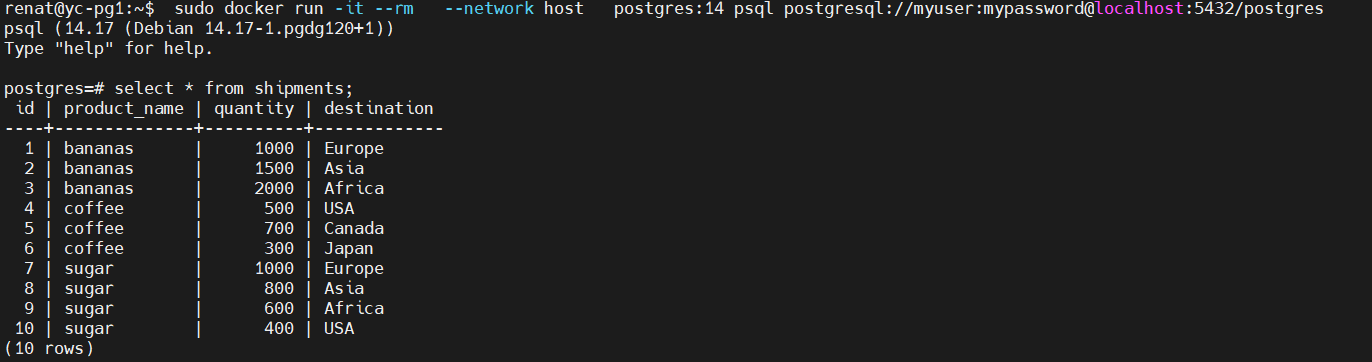 renat@yc-pg1:~$  sudo docker run -it --rm   --network host   postgres:14 psql postgresql://myuser:mypassword@localhost:5432/postgres
psql (14.17 (Debian 14.17-1.pgdg120+1))
Type "help" for help.

postgres=# select * from shipments;
 id | product_name | quantity | destination
----+--------------+----------+-------------
  1 | bananas      |     1000 | Europe
  2 | bananas      |     1500 | Asia
  3 | bananas      |     2000 | Africa
  4 | coffee       |      500 | USA
  5 | coffee       |      700 | Canada
  6 | coffee       |      300 | Japan
  7 | sugar        |     1000 | Europe
  8 | sugar        |      800 | Asia
  9 | sugar        |      600 | Africa
 10 | sugar        |      400 | USA
(10 rows)